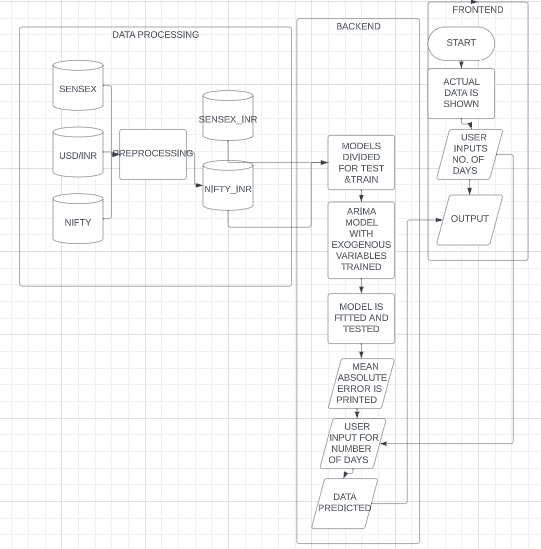 DATA PROCESSING
SENSEX
USD/INR
NIFTY
PREPROCESSING
SENSEX_INR
NIFTY_INR
BACKEND
MODELS
DIVIDED
FOR TEST
&TRAIN
ARIMA
MODEL
WITH
EXOGENOUS
VARIABLES
TRAINED
MODEL IS
FITTED AND
TESTED
MEAN
ABSOLUTE
ERROR IS
PRINTED
USER
INPUT FOR
NUMBER
OF DAYS
DATA
PREDICTED
FRONTEND
START
ACTUAL
DATA IS
SHOWN
USER
INPUTS
NO. OF
DAYS
OUTPUT